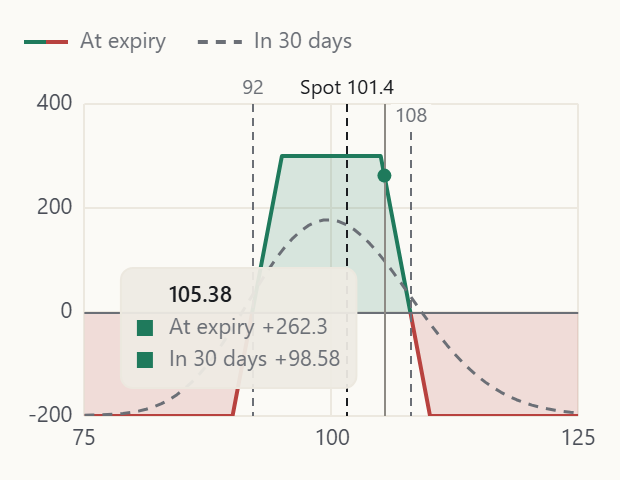 At expiry In 30 days
92 Spot 101.4
108
400
200
0
-200
105.38
At expiry +262.3
In 30 days +98.58
75 100 125